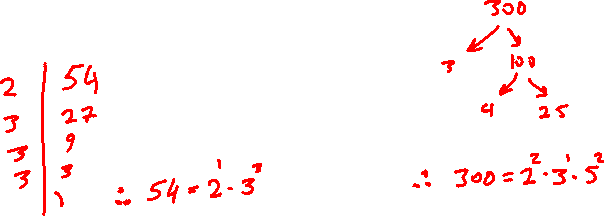 2 | 54
3 | 27
3 | 9
3 | 3
1
∴ 54 = 2¹ · 3³
300
3 100
4 25
∴ 300 = 2² · 3¹ · 5²